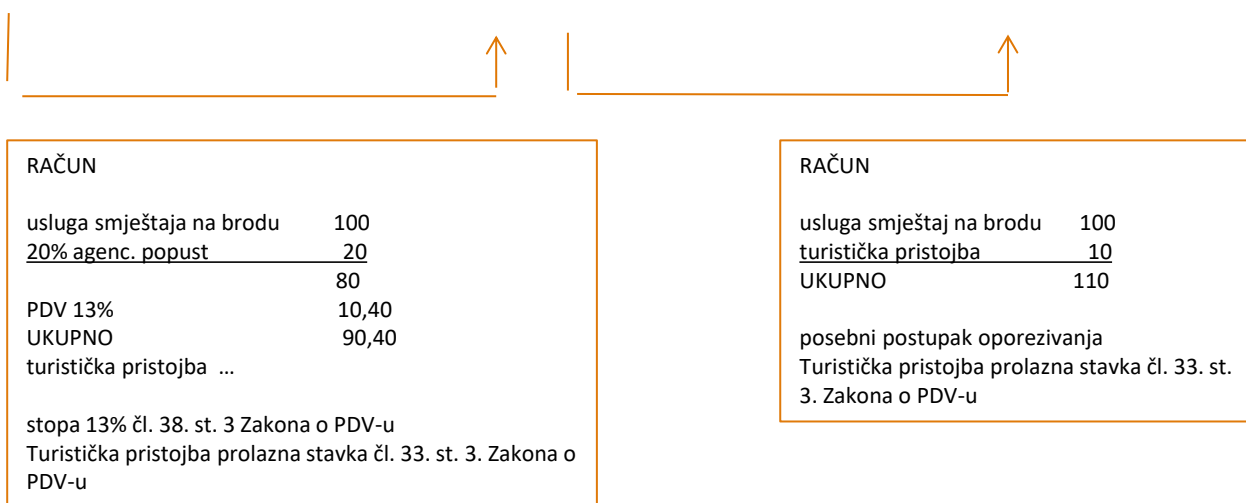 RAČUN
usluga smještaja na brodu 100
20% agenc. popust 20
80
PDV 13% 10,40
UKUPNO 90,40
turistička pristojba ...
stopa 13% čl. 38. st. 3 Zakona o PDV-u
Turistička pristojba prolazna stavka čl. 33. st. 3. Zakona o
PDV-u
RAČUN
usluga smještaj na brodu 100
turistička pristojba 10
UKUPNO 110
posebni postupak oporezivanja
Turistička pristojba prolazna stavka čl. 33. st.
3. Zakona o PDV-u